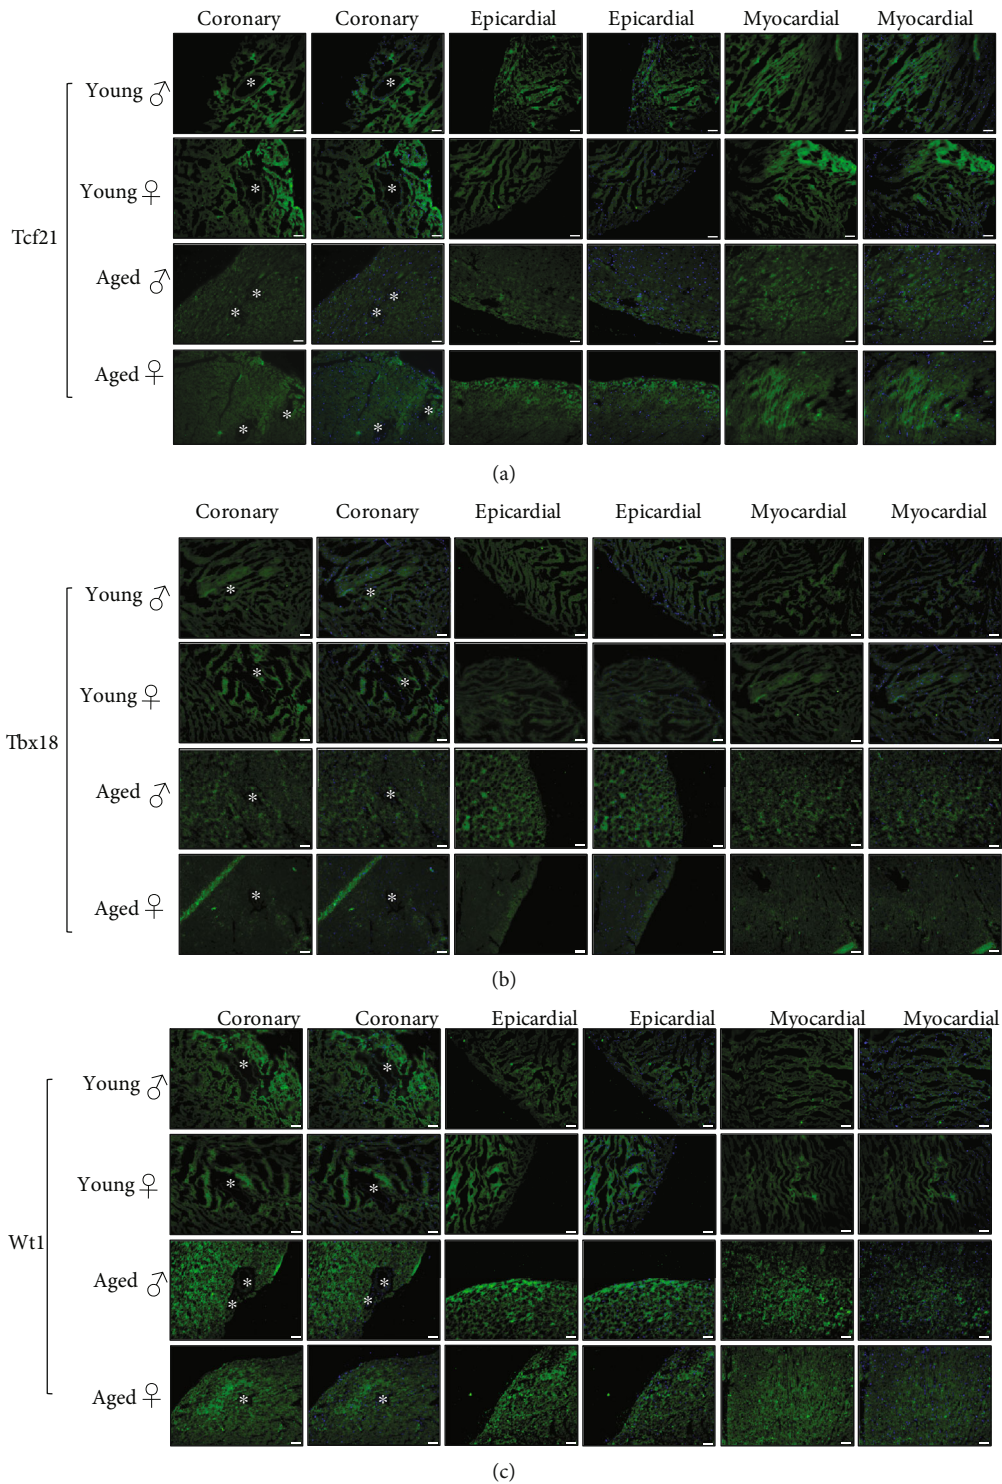 Coronary Coronary Epicardial Epicardial Myocardial Myocardial
Young ♂
Young ♀
Tcf21
Aged ♂
Aged ♀
(a)
Coronary Coronary Epicardial Epicardial Myocardial Myocardial
Young ♂
Young ♀
Tbx18
Aged ♂
Aged ♀
(b)
Coronary Coronary Epicardial Epicardial Myocardial Myocardial
Young ♂
Young ♀
Wt1
Aged ♂
Aged ♀
(c)